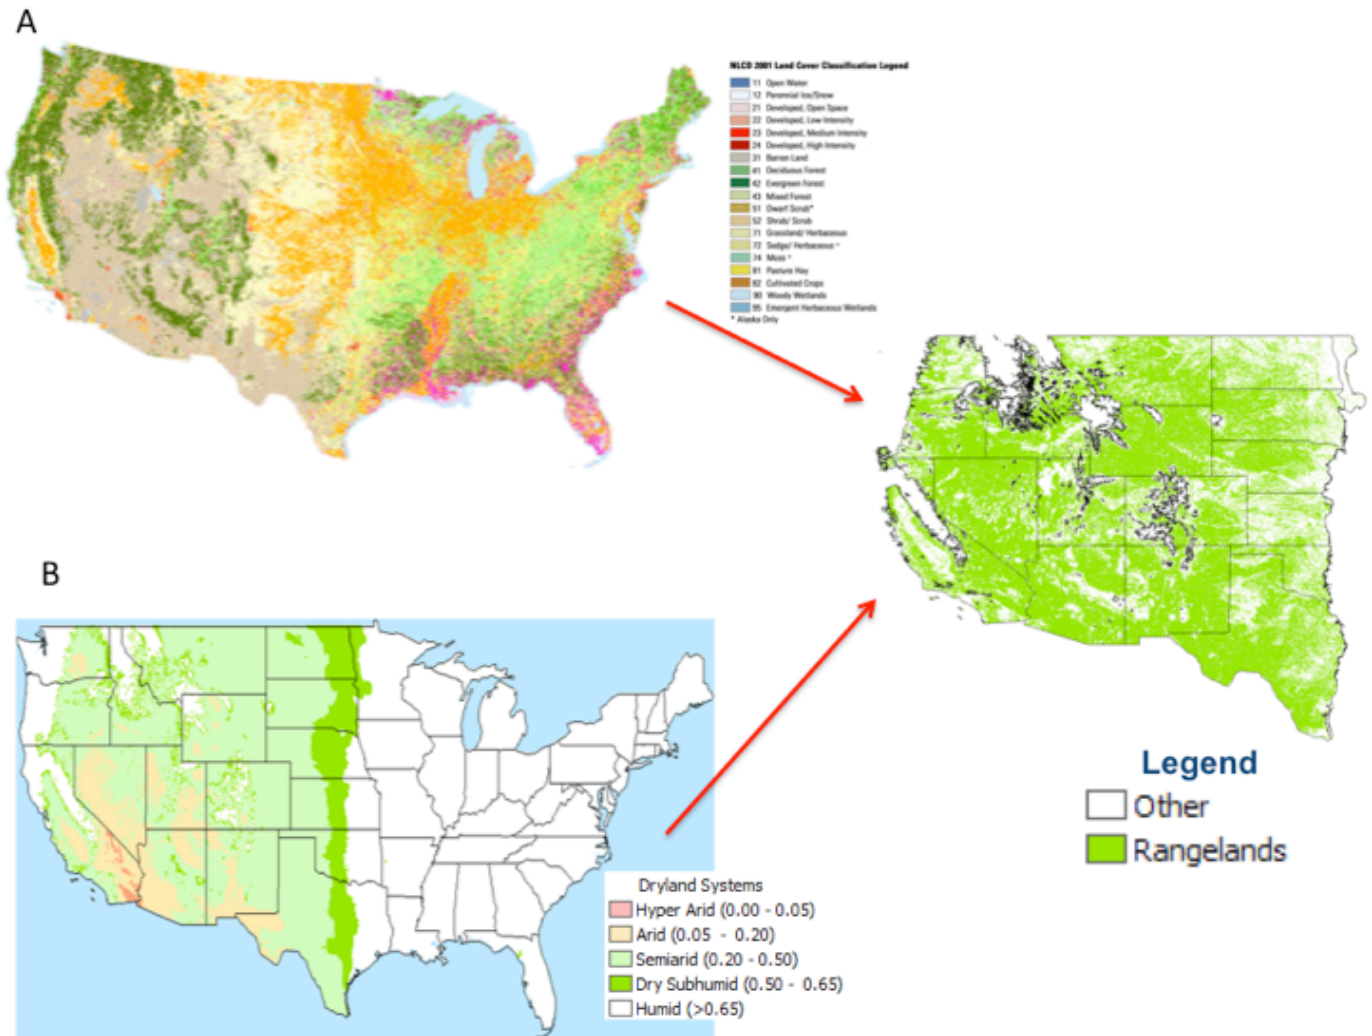 A
NLCD 2001 Land Cover Classification Legend
11 Open Water
12 Perennial Ice/Snow
21 Developed, Open Space
22 Developed, Low Intensity
23 Developed, Medium Intensity
24 Developed, High Intensity
31 Barren Land
41 Deciduous Forest
42 Evergreen Forest
43 Mixed Forest
51 Dwarf Scrub*
52 Shrub/ Scrub
71 Grassland/ Herbaceous
72 Sedge/ Herbaceous *
74 Moss *
81 Pasture Hay
82 Cultivated Crops
90 Woody Wetlands
95 Emergent Herbaceous Wetlands
* Alaska Only
B
Dryland Systems
Hyper Arid (0.00 - 0.05)
Arid (0.05 - 0.20)
Semiarid (0.20 - 0.50)
Dry Subhumid (0.50 - 0.65)
Humid (>0.65)
Legend
Other
Rangelands